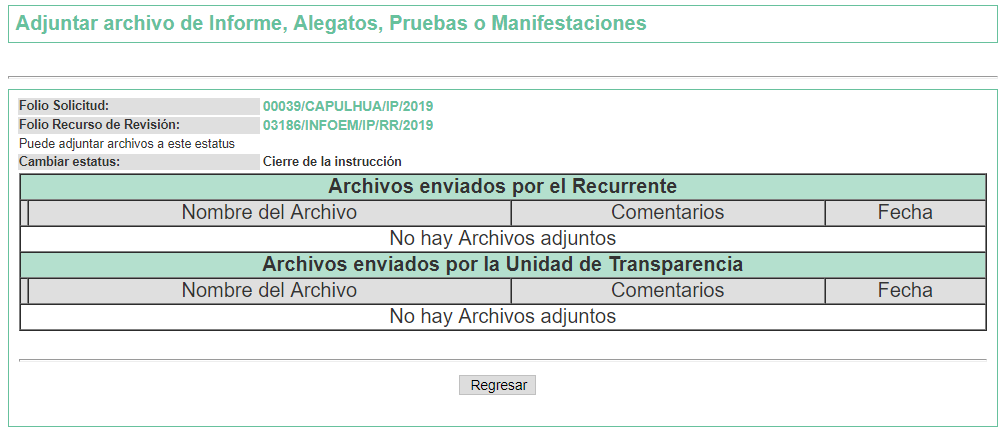 Adjuntar archivo de Informe, Alegatos, Pruebas o Manifestaciones
Folio Solicitud: 00039/CAPULHUA/IP/2019
Folio Recurso de Revisión: 03186/INFOEM/IP/RR/2019
Puede adjuntar archivos a este estatus
Cambiar estatus: Cierre de la instrucción
Archivos enviados por el Recurrente
Nombre del Archivo Comentarios Fecha
No hay Archivos adjuntos
Archivos enviados por la Unidad de Transparencia
Nombre del Archivo Comentarios Fecha
No hay Archivos adjuntos
Regresar